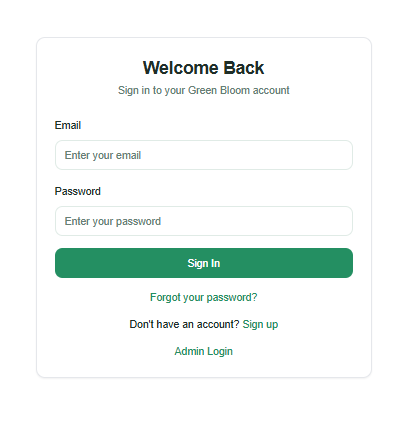 Welcome Back
Sign in to your Green Bloom account
Email
Enter your email
Password
Enter your password
Sign In
Forgot your password?
Don't have an account? Sign up
Admin Login